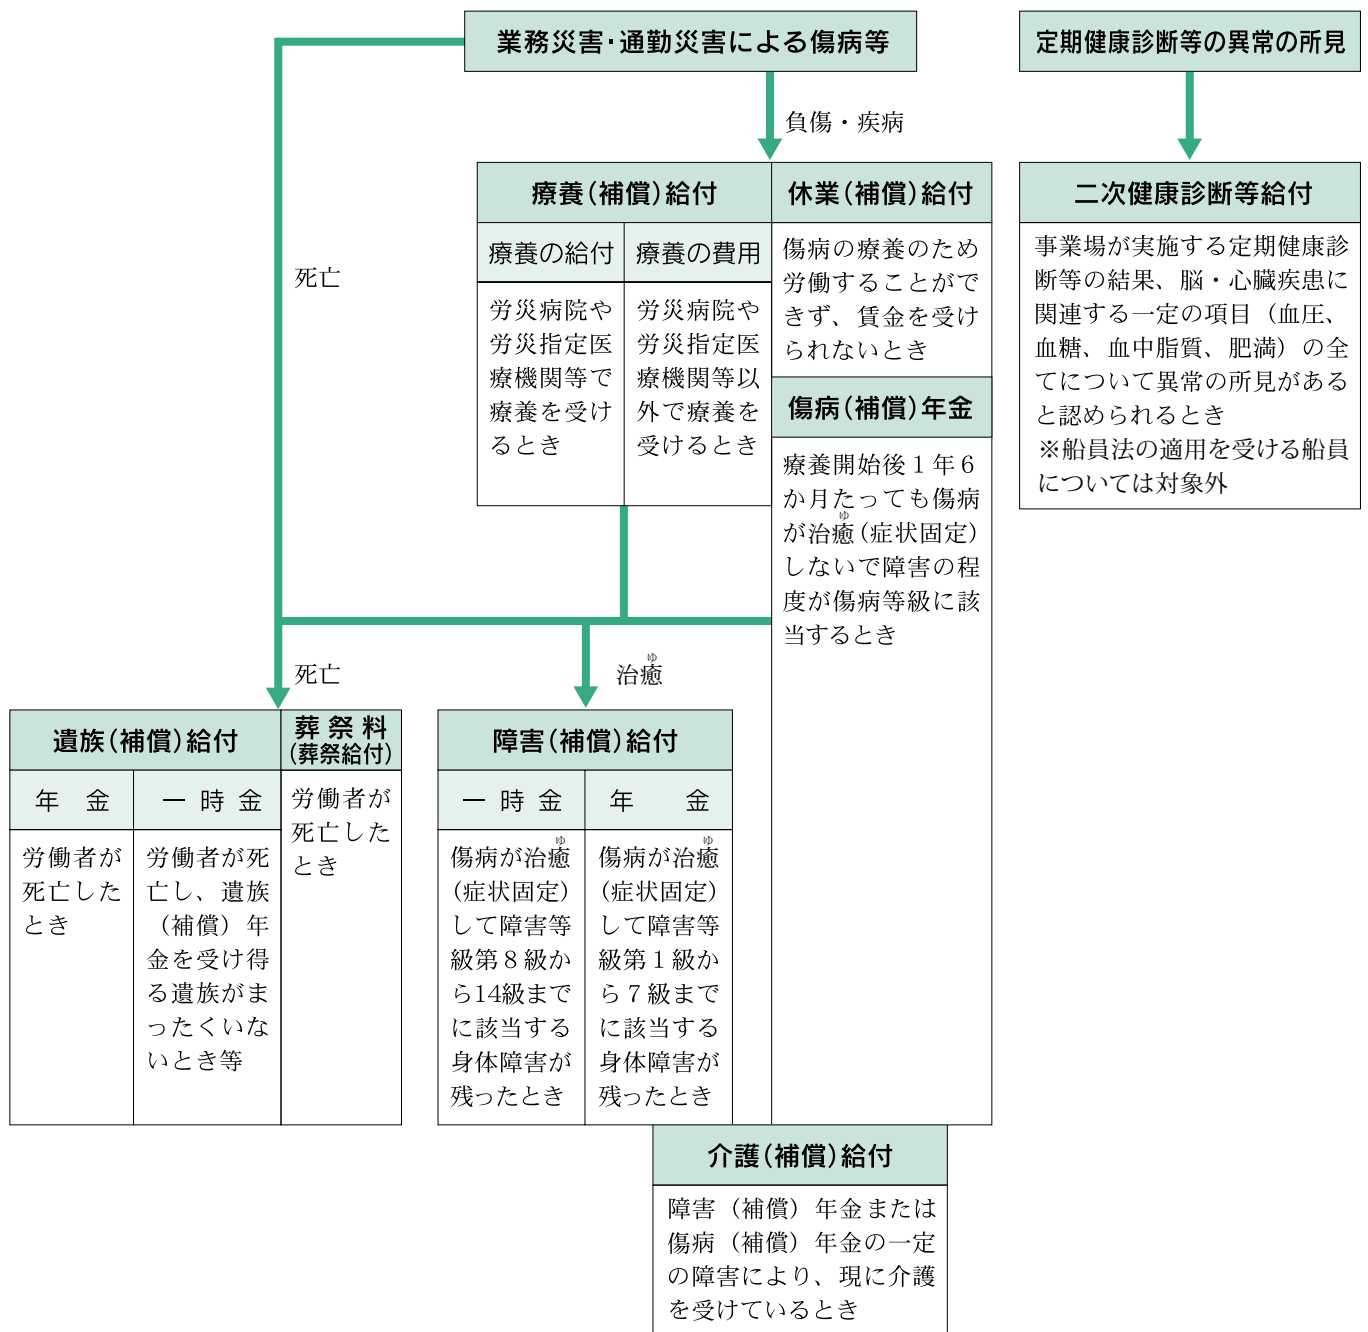 業務災害・通勤災害による傷病等
定期健康診断等の異常の所見
負傷・疾病
死亡
療養(補償)給付
療養の給付
労災病院や
労災指定医
療機関等で
療養を受け
るとき
療養の費用
労災病院や
労災指定医
療機関等以
外で療養を
受けるとき
休業(補償)給付
傷病の療養のため
労働することがで
きず、賃金を受け
られないとき
傷病(補償)年金
療養開始後1年6
か月たっても傷病
ゆ
が治癒(症状固定)
しないで障害の程
度が傷病等級に該
当するとき
二次健康診断等給付
事業場が実施する定期健康診
断等の結果、脳・心臓疾患に
関連する一定の項目(血圧、
血糖、血中脂質、肥満)の全
てについて異常の所見がある
と認められるとき
※船員法の適用を受ける船員
については対象外
死亡
ゆ
治癒
遺族(補償)給付
年 金
労働者が
死亡した
とき
一時金
労働者が死
亡し、遺族
(補償)年
金を受け得
る遺族がま
ったくいな
いとき等
葬祭料
(葬祭給付)
労働者が
死亡した
とき
障害(補償)給付
一時金
ゆ
傷病が治癒
(症状固定)
して障害等
級第8級か
ら14級まで
に該当する
身体障害が
残ったとき
年 金
ゆ
傷病が治癒
(症状固定)
して障害等
級第1級か
ら7級まで
に該当する
身体障害が
残ったとき
介護(補償)給付
障害(補償)年金または
傷病(補償)年金の一定
の障害により、現に介護
を受けているとき